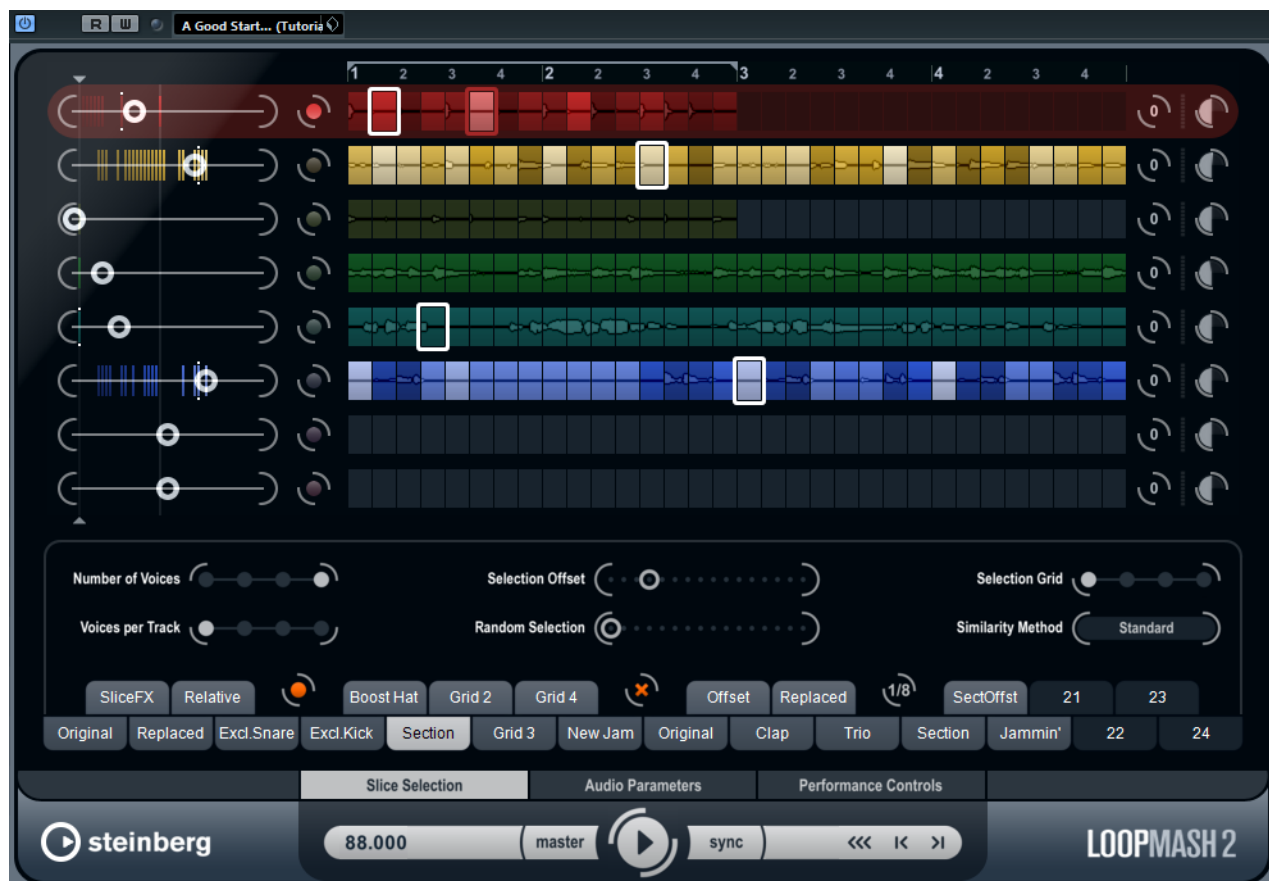 R W A Good Start... (Tutoria
1 2 3 4 2 2 3 4 3 2 3 4 4 2 3 4
0
0
0
0
0
0
0
0
Number of Voices Selection Offset Selection Grid
Voices per Track Random Selection Similarity Method Standard
SliceFX Relative Boost Hat Grid 2 Grid 4 Offset Replaced 1/8 SectOffst 21 23
Original Replaced Excl.Snare Excl.Kick Section Grid 3 New Jam Original Clap Trio Section Jammin' 22 24
Slice Selection Audio Parameters Performance Controls
steinberg 88.000 master sync LOOPMASH 2